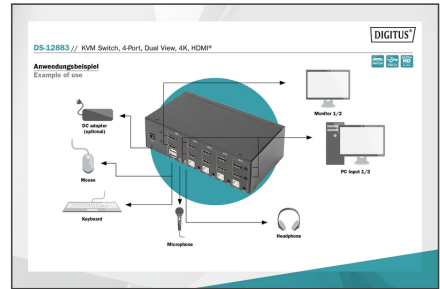 DIGITUS®
DS-12883 // KVM Switch, 4-Port, Dual View, 4K, HDMI®
Anwendungsbeispiel
Example of use
Monitor 1/2
DC adapter
(optional)
PC Input 1/2
Mouse
Keyboard
Microphone
Headphone